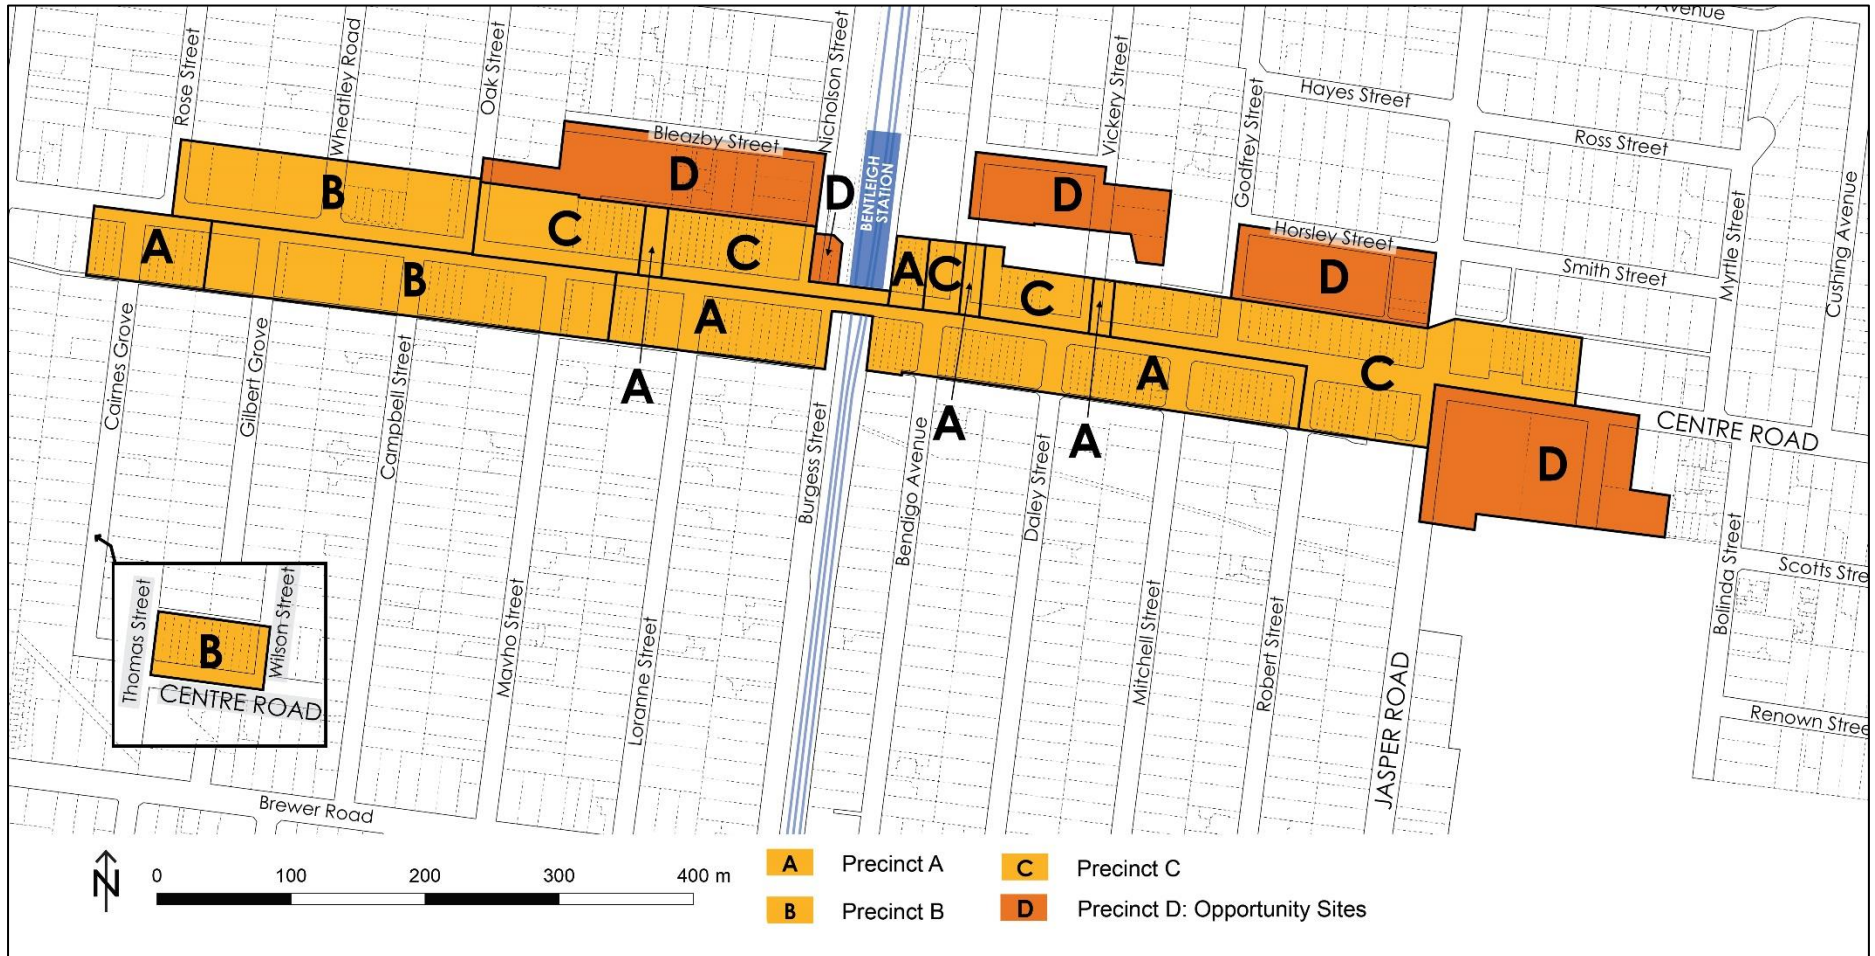 Avenue
Rose Street
Wheatley Road
Oak Street
Nicholson Street
Vickery Street
Godfrey Street
Hayes Street
Ross Street
Cushing Avenue
Myrtle Street
Smith Street
Horsley Street
Bleazby Street
BENTLEIGH
STATION
D
D
D
D
B
C
C
A
B
A
A
C
C
A
C
D
A
A
A
CENTRE ROAD
Cairnes Grove
Gilbert Grove
Campbell Street
Mavho Street
Loranne Street
Burgess Street
Bendigo Avenue
Daley Street
Mitchell Street
Robert Street
JASPER ROAD
Bolinda Street
Scotts Stre
Renown Stree
Thomas Street
B
Wilson Street
CENTRE ROAD
Brewer Road
N
0 100 200 300 400 m
A Precinct A
B Precinct B
C Precinct C
D Precinct D: Opportunity Sites